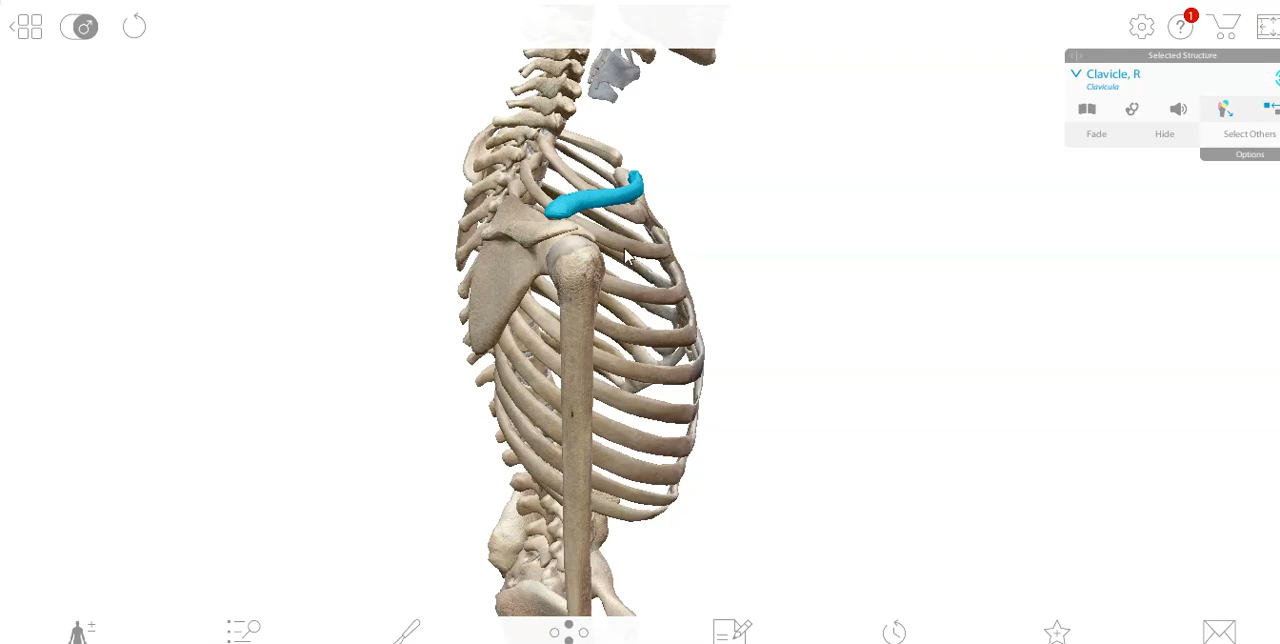 1
Selected Structure
Clavicle, R
Clavicula
Fade
Hide
Select Others
Options